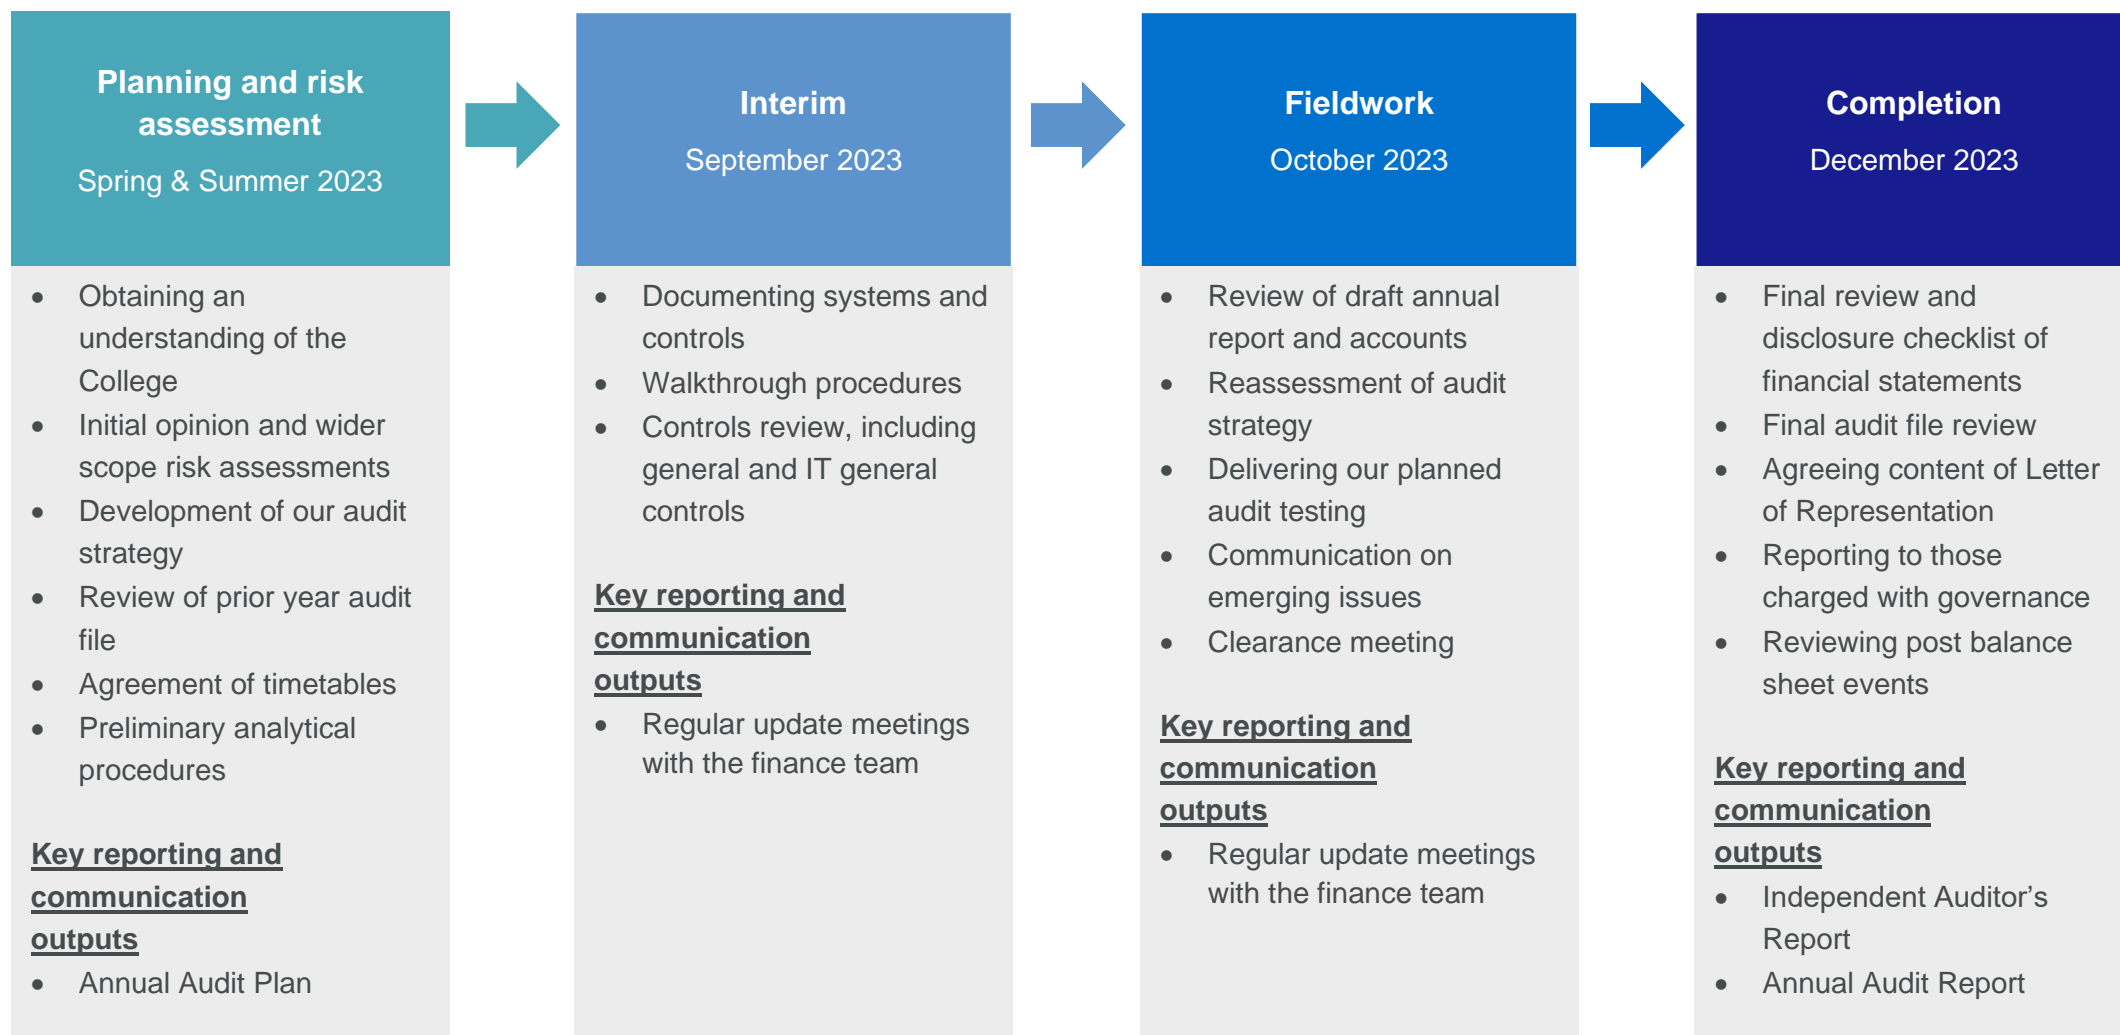 Planning and risk
assessment
Spring & Summer 2023
• Obtaining an
understanding of the
College
• Initial opinion and wider
scope risk assessments
• Development of our audit
strategy
• Review of prior year audit
file
• Agreement of timetables
• Preliminary analytical
procedures
Key reporting and
communication
outputs
• Annual Audit Plan
Interim
September 2023
• Documenting systems and
controls
• Walkthrough procedures
• Controls review, including
general and IT general
controls
Key reporting and
communication
outputs
• Regular update meetings
with the finance team
Fieldwork
October 2023
• Review of draft annual
report and accounts
• Reassessment of audit
strategy
• Delivering our planned
audit testing
• Communication on
emerging issues
• Clearance meeting
Key reporting and
communication
outputs
• Regular update meetings
with the finance team
Completion
December 2023
• Final review and
disclosure checklist of
financial statements
• Final audit file review
• Agreeing content of Letter
of Representation
• Reporting to those
charged with governance
• Reviewing post balance
sheet events
Key reporting and
communication
outputs
• Independent Auditor’s
Report
• Annual Audit Report